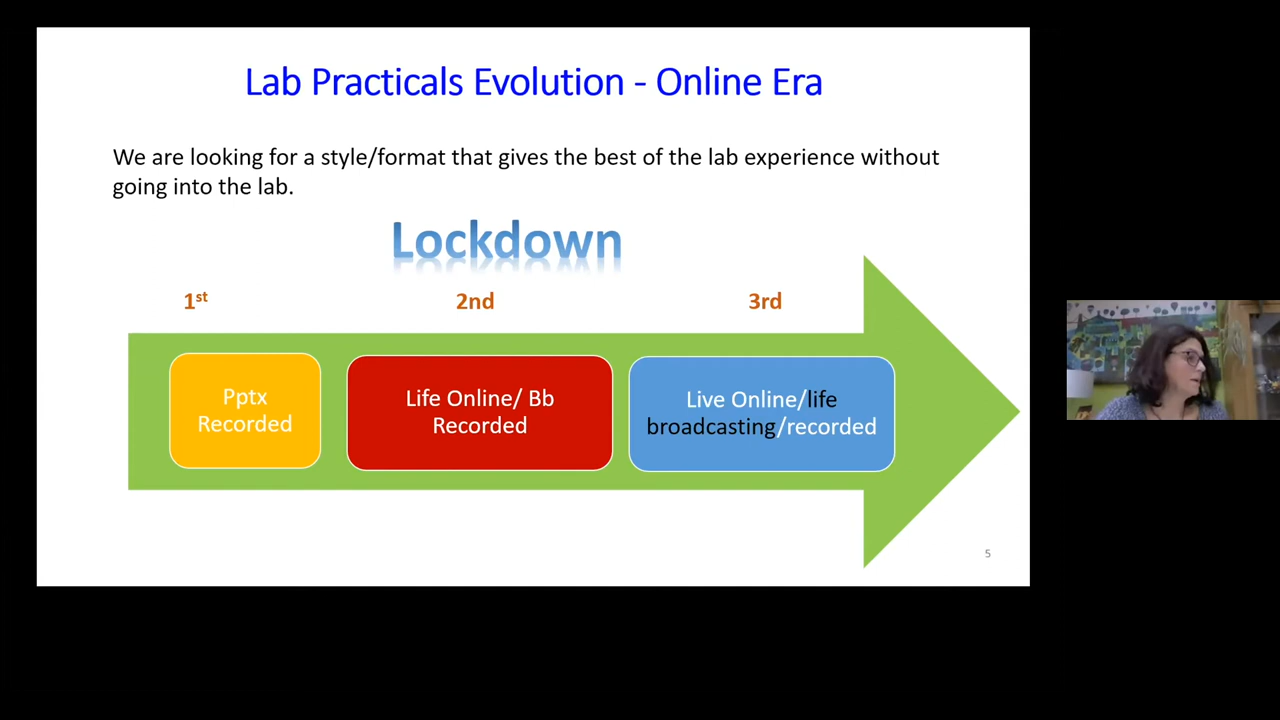 Lab Practicals Evolution - Online Era
We are looking for a style/format that gives the best of the lab experience without
going into the lab.
Lockdown
1st
2nd
3rd
Pptx
Recorded
Life Online/ Bb
Recorded
Live Online/life
broadcasting/recorded
5